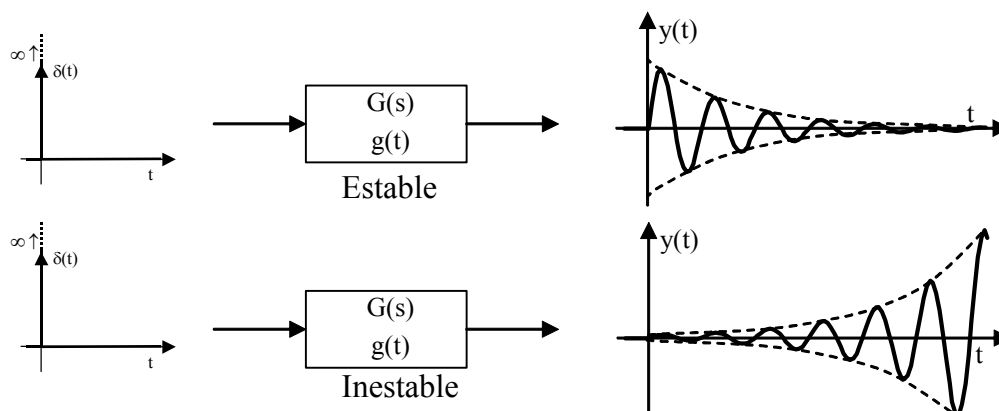 ∞↑
δ(t)
t
G(s)
g(t)
Estable
y(t)
t
∞↑
δ(t)
t
G(s)
g(t)
Inestable
y(t)
t